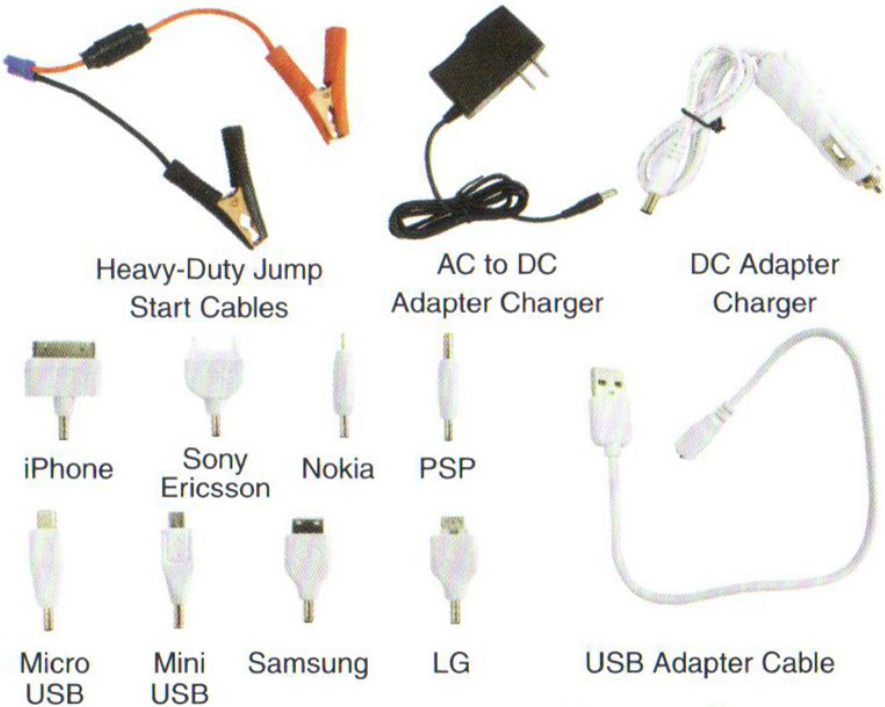 Heavy-Duty Jump
Start Cables
AC to DC
Adapter Charger
DC Adapter
Charger
iPhone
Sony
Ericsson
Nokia
PSP
Micro
USB
Mini
USB
Samsung
LG
USB Adapter Cable